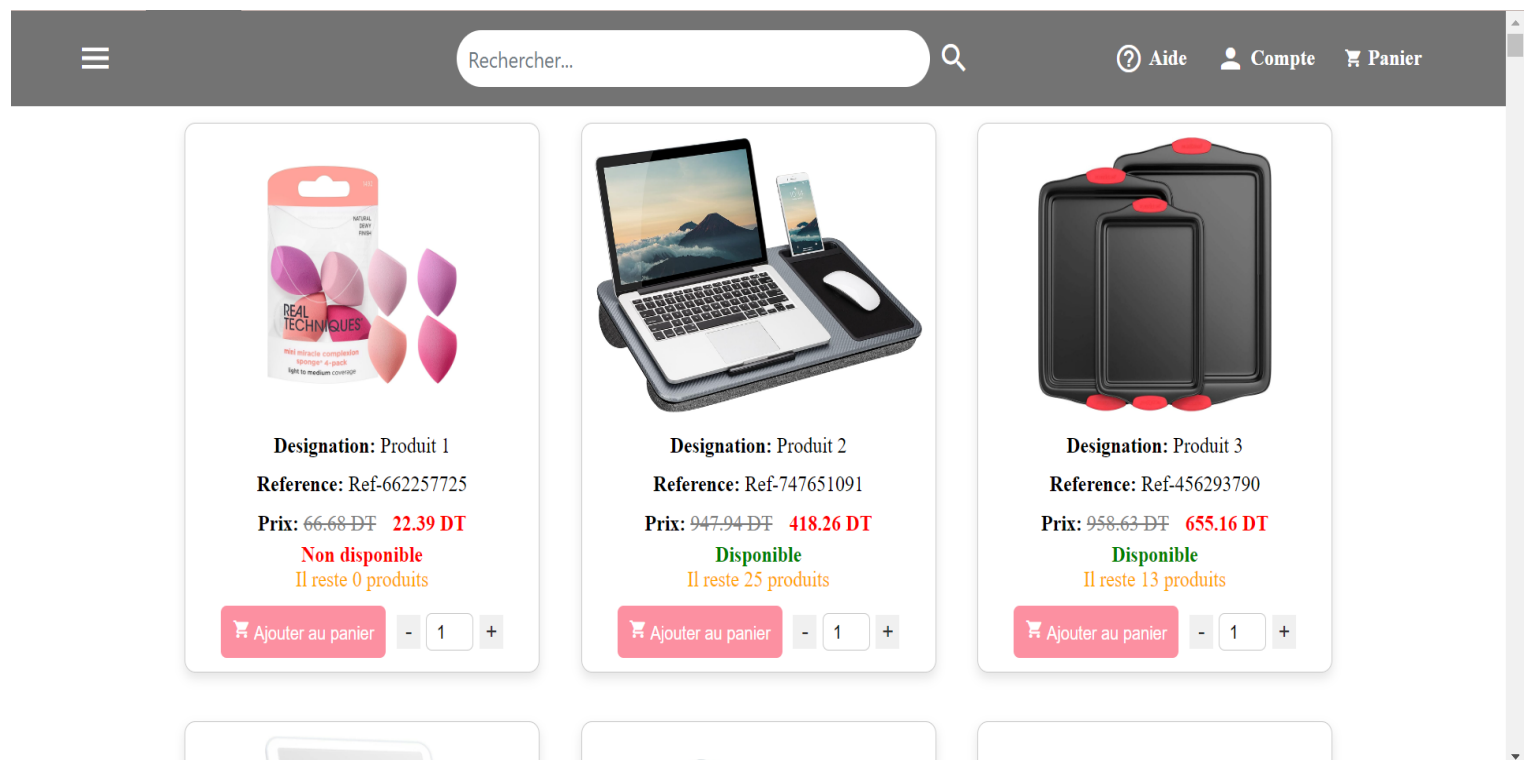 Rechercher...
Aide
Compte
Panier
NATURAL
DEWY
FINISH
REAL
TECHNIQUES
mini miracle complexion
sponge 4-pack
light to medium coverage
Designation: Produit 1
Reference: Ref-662257725
Prix: 66.68 DT 22.39 DT
Non disponible
Il reste 0 produits
Ajouter au panier - 1 +
Designation: Produit 2
Reference: Ref-747651091
Prix: 947.94 DT 418.26 DT
Disponible
Il reste 25 produits
Ajouter au panier - 1 +
Designation: Produit 3
Reference: Ref-456293790
Prix: 958.63 DT 655.16 DT
Disponible
Il reste 13 produits
Ajouter au panier - 1 +